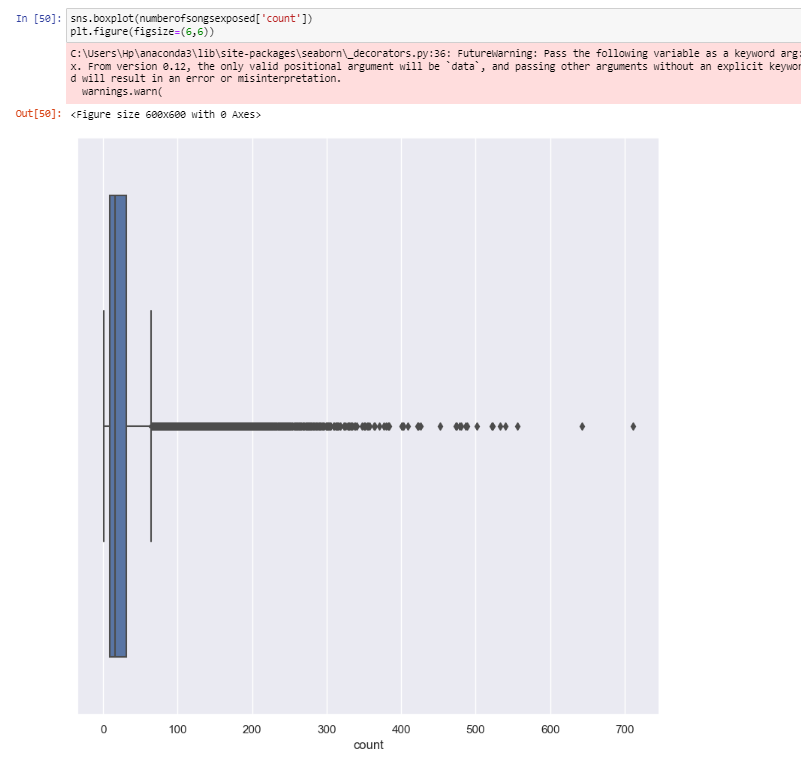 In [50]: sns.boxplot(numberofsongsexposed['count'])
plt.figure(figsize=(6,6))
C:\Users\Hp\anaconda3\lib\site-packages\seaborn\_decorators.py:36: FutureWarning: Pass the following variable as a keyword arg:
x. From version 0.12, the only valid positional argument will be `data`, and passing other arguments without an explicit keywor
d will result in an error or misinterpretation.
warnings.warn(
Out[50]: <Figure size 600x600 with 0 Axes>
0 100 200 300 400 500 600 700
count